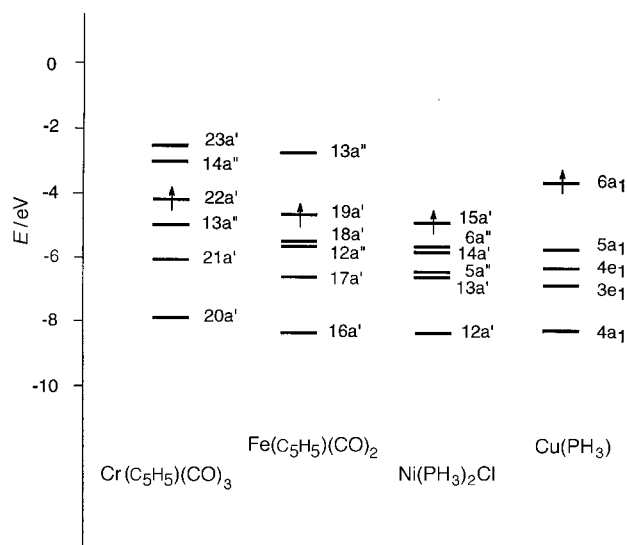 0
-2
-4
-6
-8
-10
E/eV
23a'
14a"
22a'
13a"
21a'
20a'
13a"
19a'
18a'
12a"
17a'
16a'
15a'
6a"
14a'
5a"
13a'
12a'
6a₁
5a₁
4e₁
3e₁
4a₁
Cr(C₅H₅)(CO)₃
Fe(C₅H₅)(CO)₂
Ni(PH₃)₂Cl
Cu(PH₃)